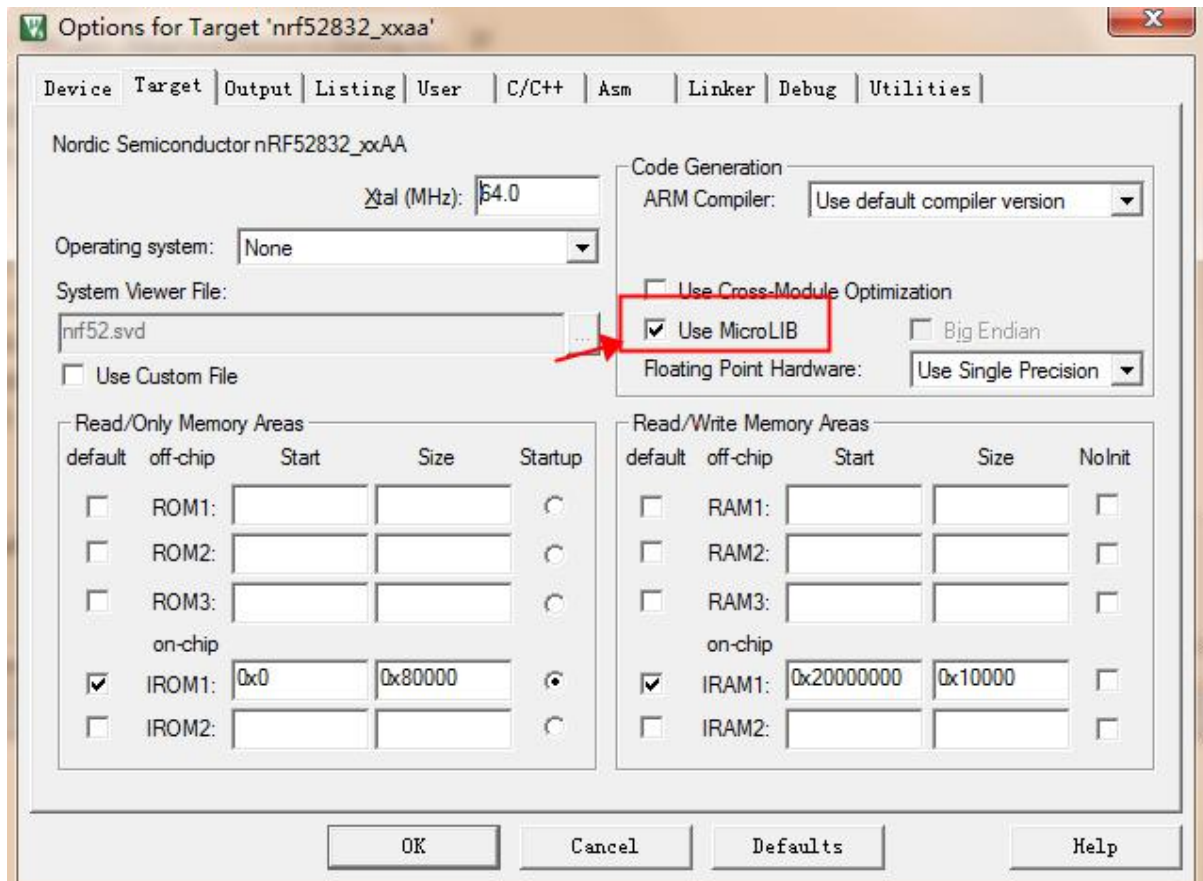 Options for Target 'nrf52832_xxaa'
Device Target Output Listing User C/C++ Asm Linker Debug Utilities
Nordic Semiconductor nRF52832_xxAA
Xtal (MHz): 64.0
Operating system: None
System Viewer File:
nrf52.svd ...
Use Custom File
Code Generation
ARM Compiler: Use default compiler version
Use Cross-Module Optimization
Use MicroLIB Big Endian
Floating Point Hardware: Use Single Precision
Read/Only Memory Areas
default off-chip Start Size Startup
ROM1:
ROM2:
ROM3:
on-chip
IROM1: 0x0 0x80000
IROM2:
Read/Write Memory Areas
default off-chip Start Size NoInit
RAM1:
RAM2:
RAM3:
on-chip
IRAM1: 0x20000000 0x10000
IRAM2:
OK Cancel Defaults Help